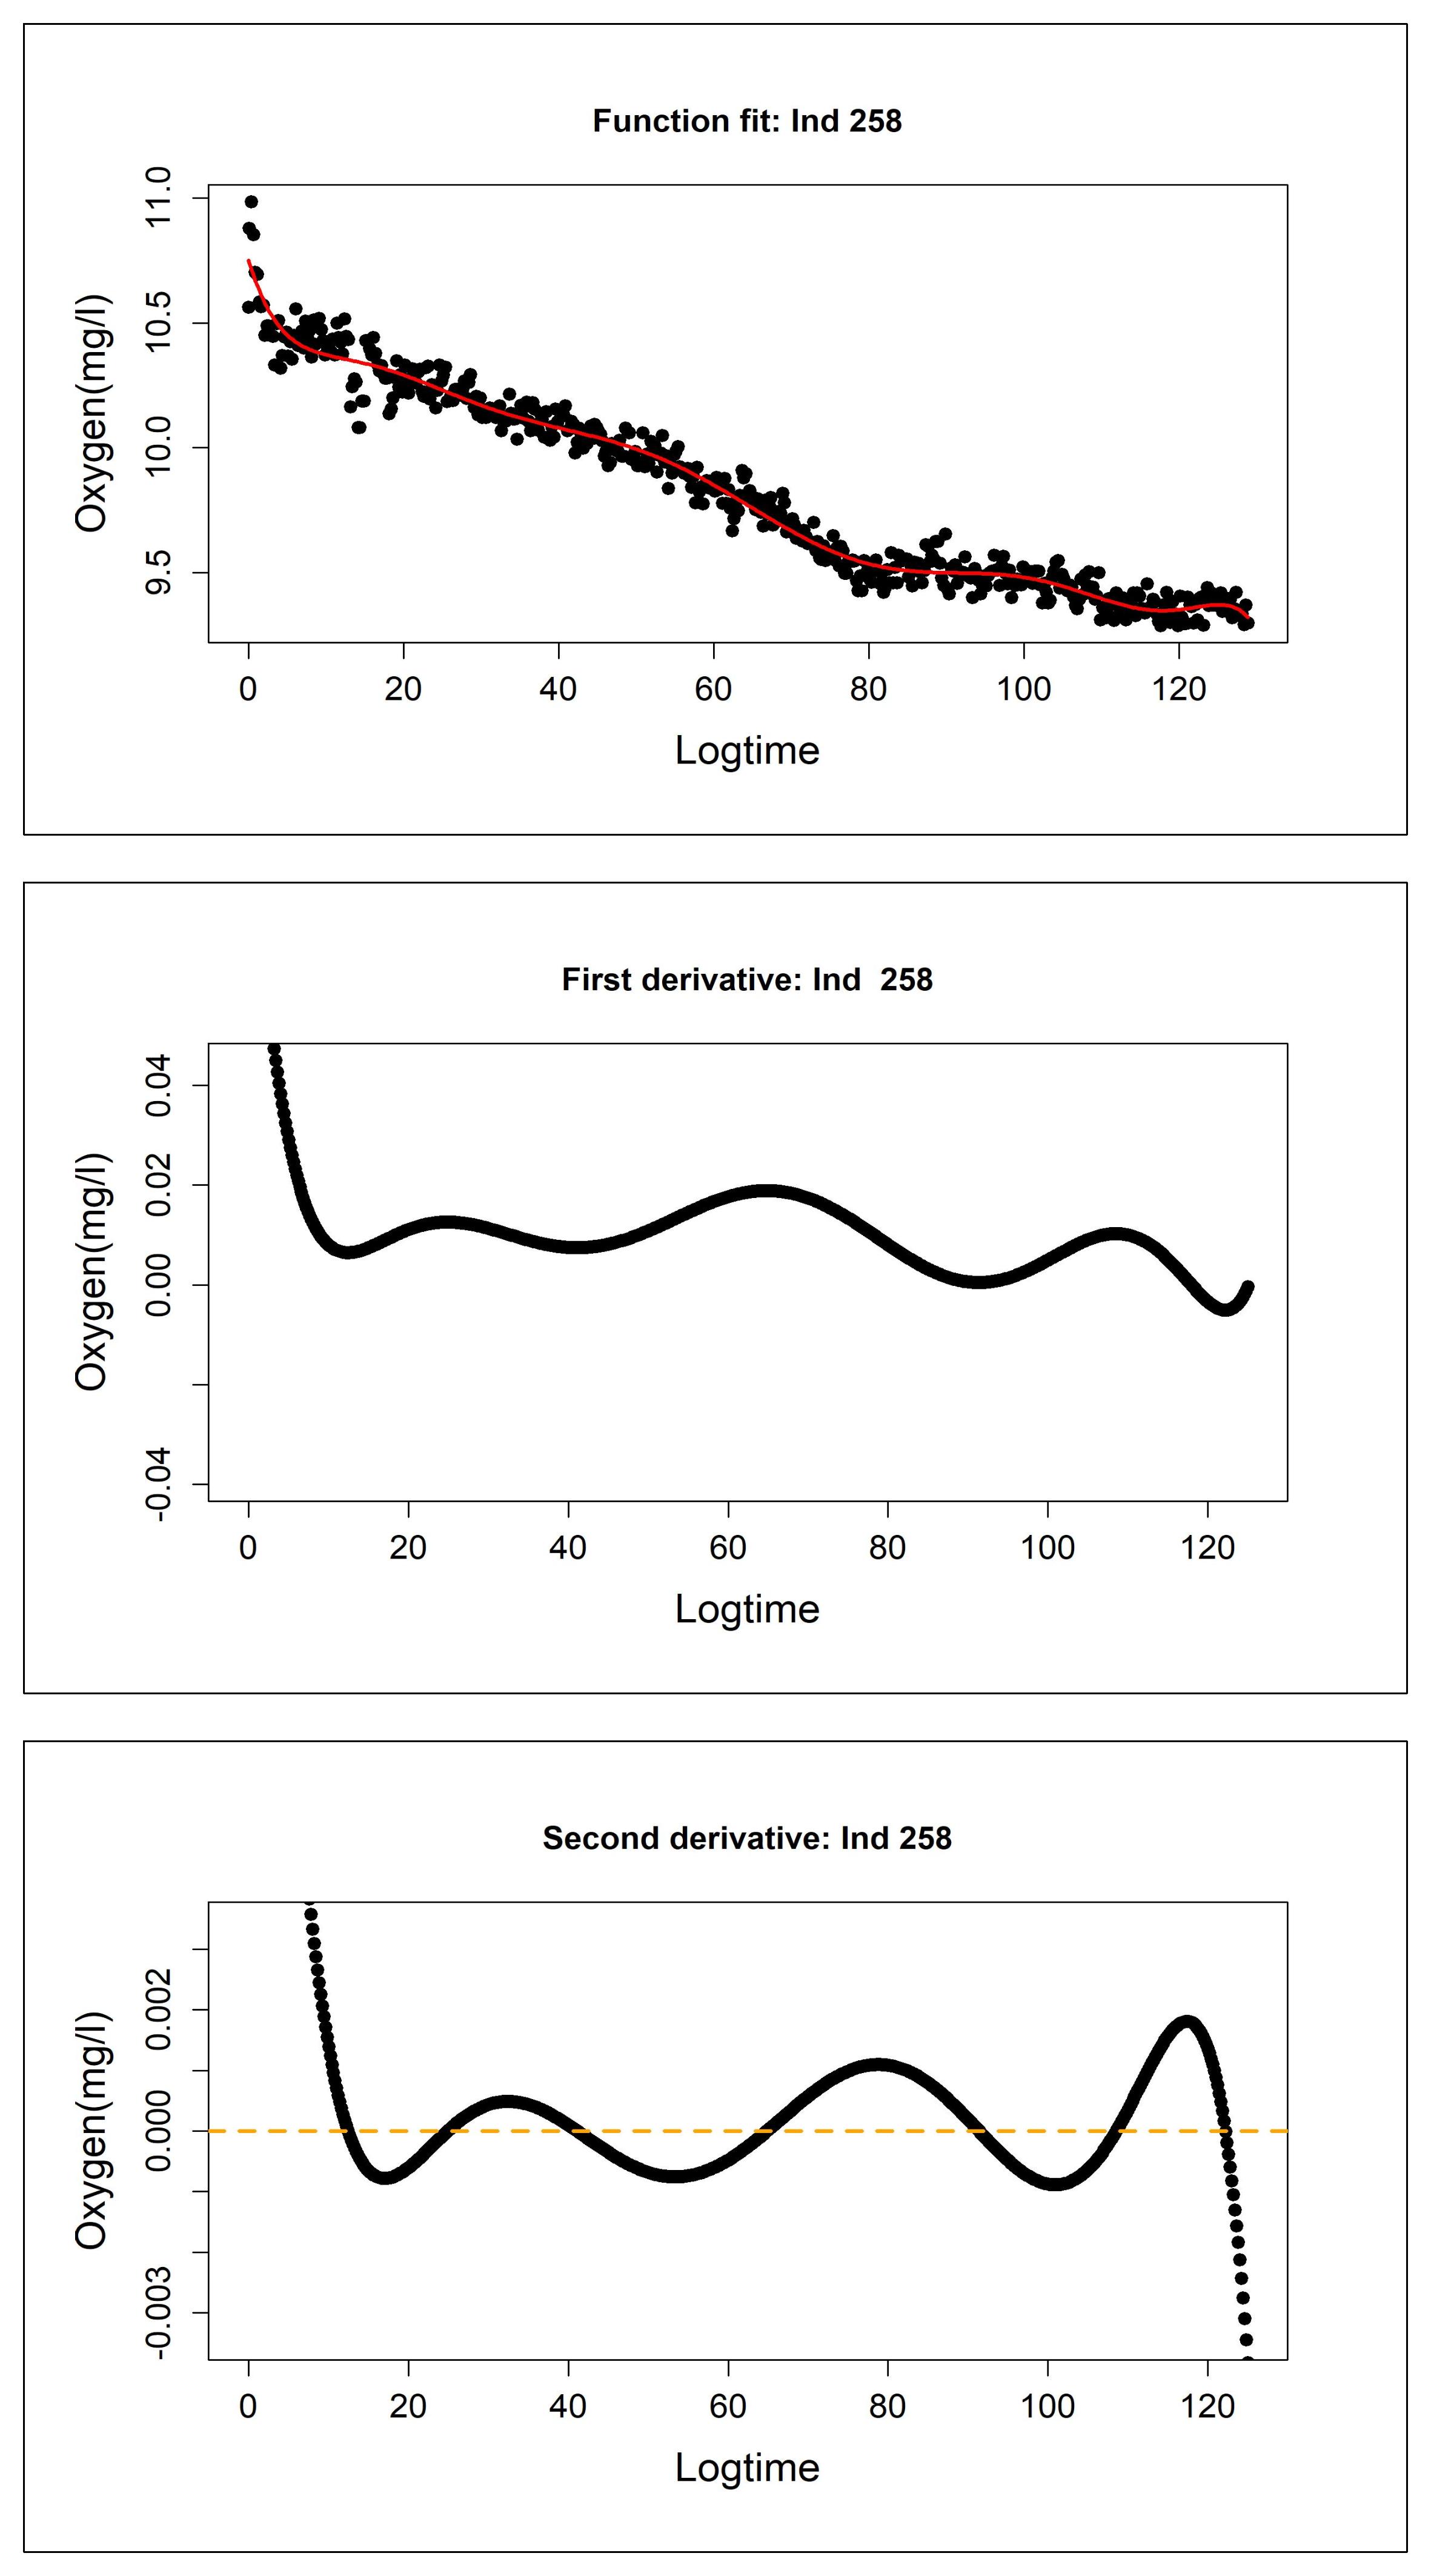 Function fit: Ind 258
11.0
10.5
10.0
9.5
Oxygen(mg/l)
0 20 40 60 80 100 120
Logtime
First derivative: Ind  258
0.04
0.02
0.00
-0.04
Oxygen(mg/l)
0 20 40 60 80 100 120
Logtime
Second derivative: Ind 258
0.002
0.000
-0.003
Oxygen(mg/l)
0 20 40 60 80 100 120
Logtime